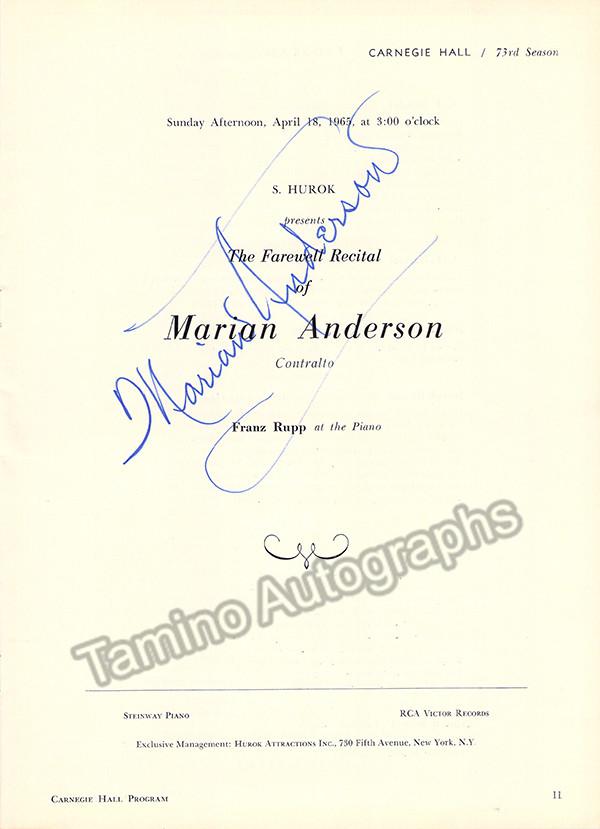 CARNEGIE HALL / 73rd Season
Sunday Afternoon, April 18, 1965, at 3:00 o'clock
S. HUROK
presents
The Farewell Recital
of
Marian Anderson
Marian Anderson
Contralto
Franz Rupp at the Piano
Tamino Autographs
STEINWAY PIANO RCA VICTOR RECORDS
Exclusive Management: HUROK ATTRACTIONS INC., 730 Fifth Avenue, New York, N.Y.
CARNEGIE HALL PROGRAM 11